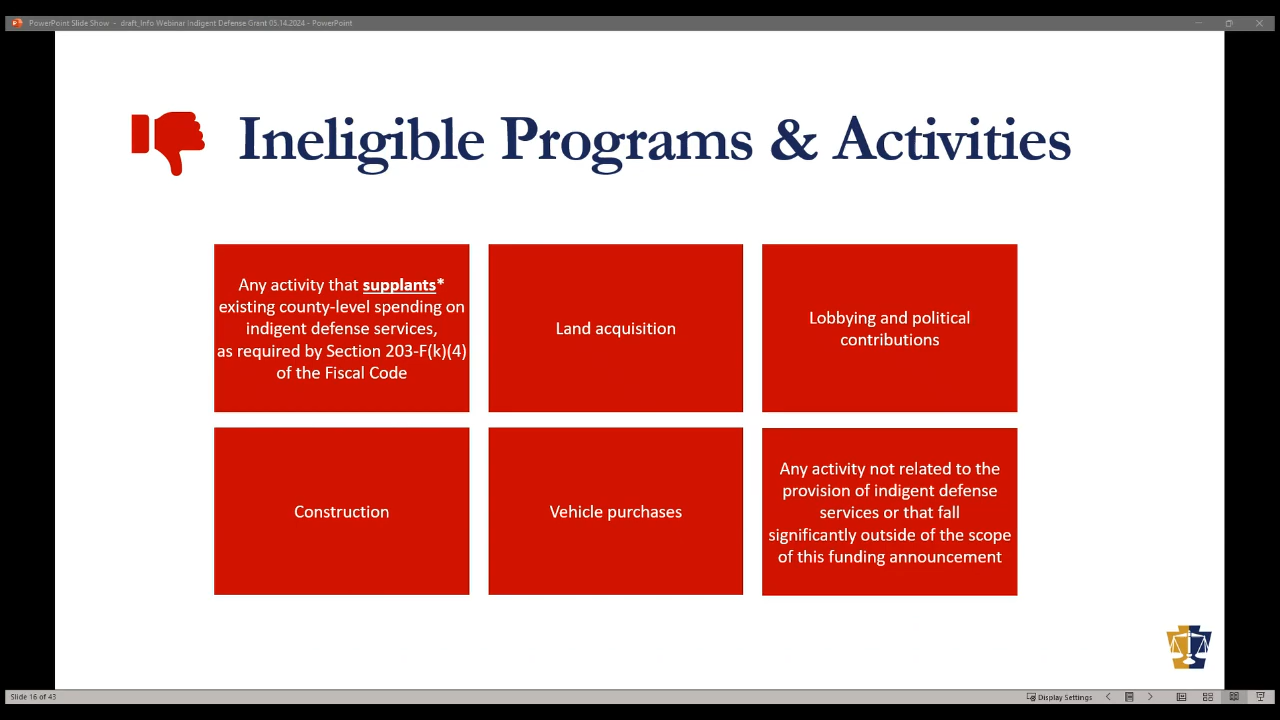 PowerPoint Slide Show - draft_Info Webinar Indigent Defense Grant 05.14.2024 - PowerPoint
Ineligible Programs & Activities
Any activity that supplants*
existing county-level spending on
indigent defense services,
as required by Section 203-F(k)(4)
of the Fiscal Code
Land acquisition
Lobbying and political
contributions
Construction
Vehicle purchases
Any activity not related to the
provision of indigent defense
services or that fall
significantly outside of the scope
of this funding announcement
Slide 16 of 43
Display Settings